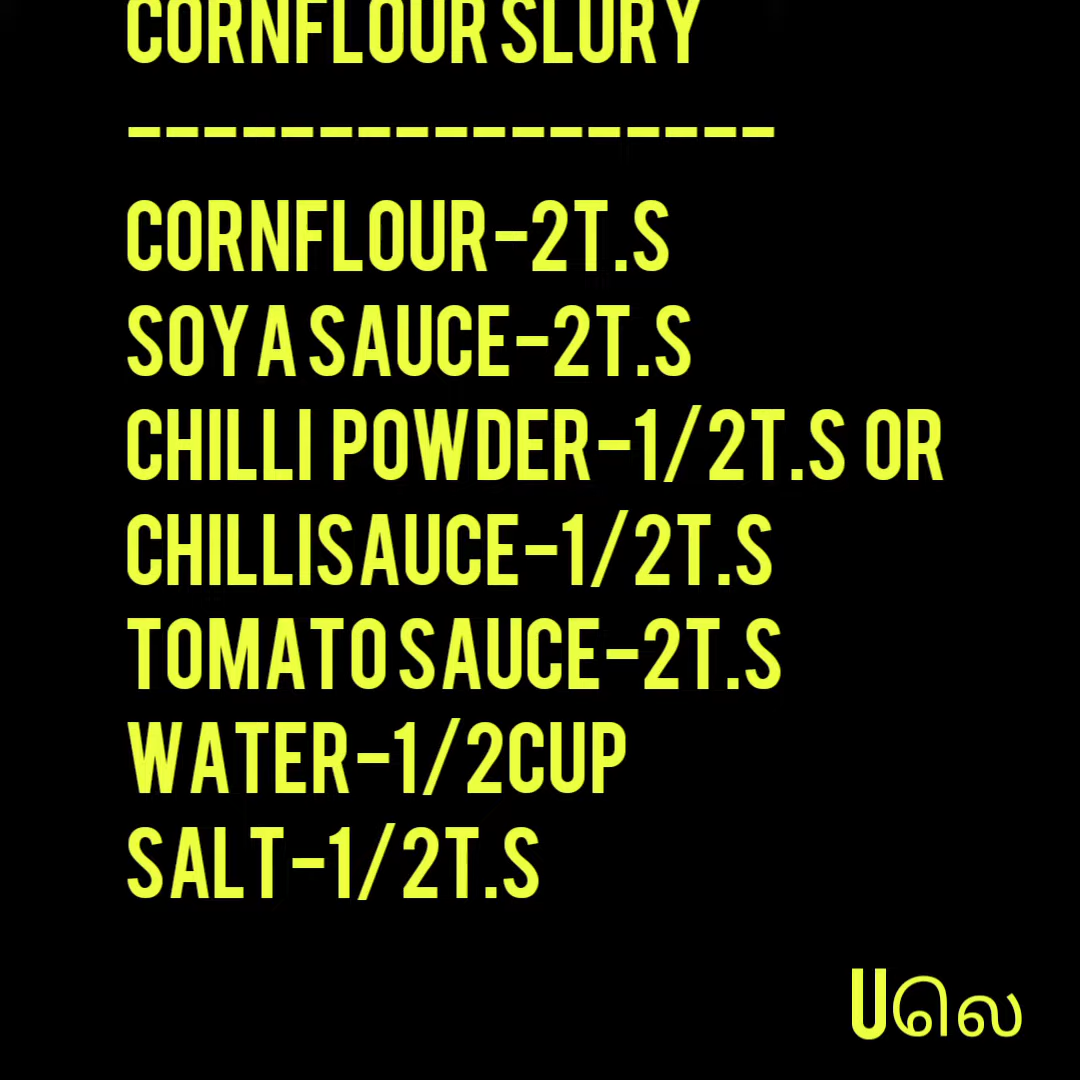 CORNFLOUR SLURY
-----------------
CORNFLOUR-2T.S
SOYA SAUCE-2T.S
CHILLI POWDER-1/2T.S OR
CHILLISAUCE-1/2T.S
TOMATO SAUCE-2T.S
WATER-1/2CUP
SALT-1/2T.S
Uலெ